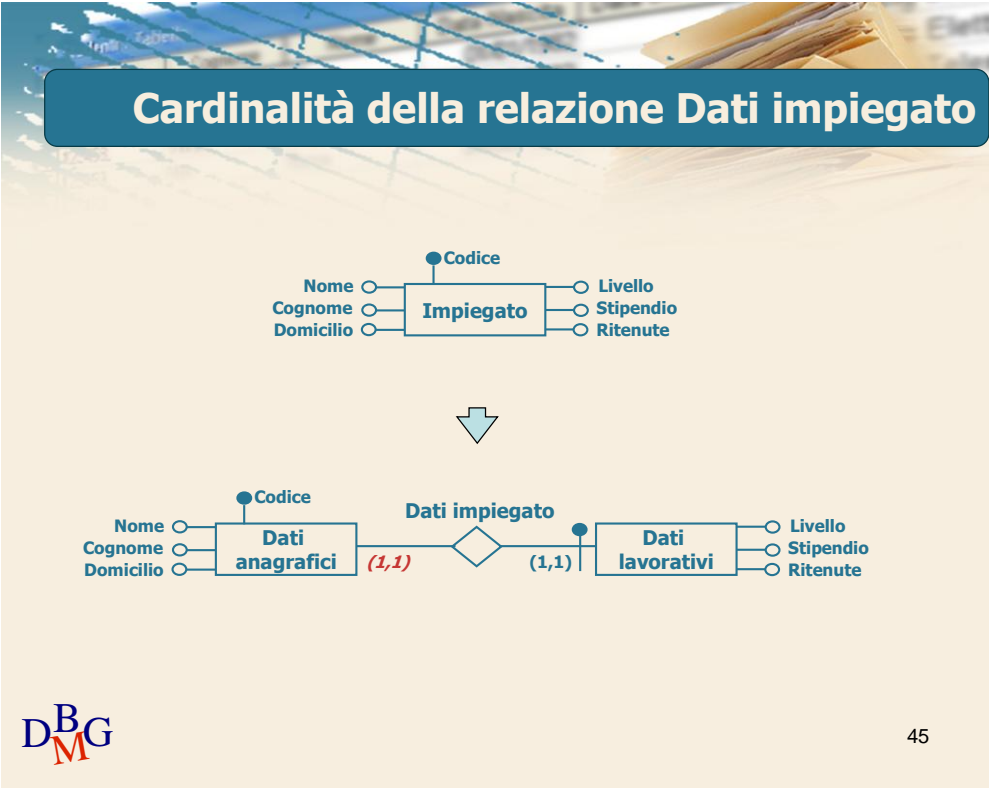 Cardinalità della relazione Dati impiegato
Codice
Nome
Cognome
Domicilio
Impiegato
Livello
Stipendio
Ritenute
Codice
Nome
Cognome
Domicilio
Dati
anagrafici
(1,1)
Dati impiegato
(1,1)
Dati
lavorativi
Livello
Stipendio
Ritenute
DBMG
45